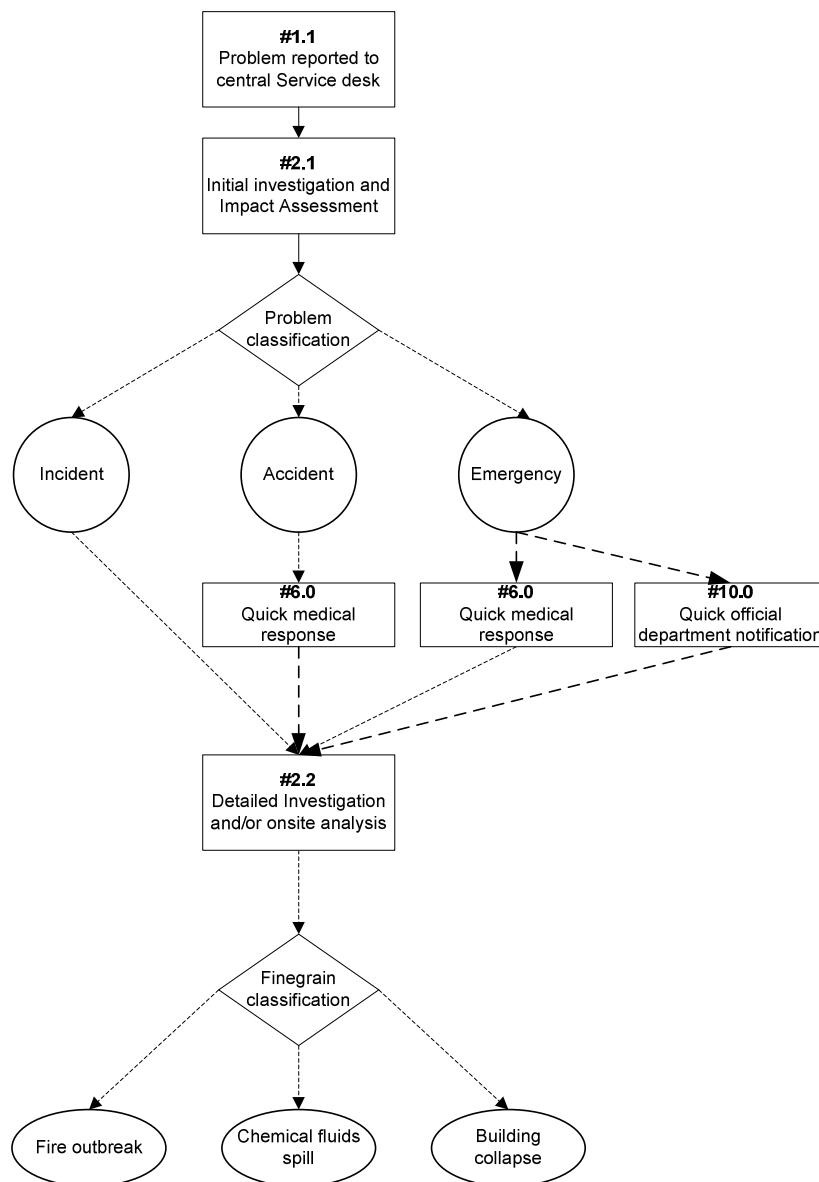 #1.1
Problem reported to
central Service desk
#2.1
Initial investigation and
Impact Assessment
Problem
classification
Incident
Accident
Emergency
#6.0
Quick medical
response
#6.0
Quick medical
response
#10.0
Quick official
department notification
#2.2
Detailed Investigation
and/or onsite analysis
Finegrain
classification
Fire outbreak
Chemical fluids
spill
Building
collapse